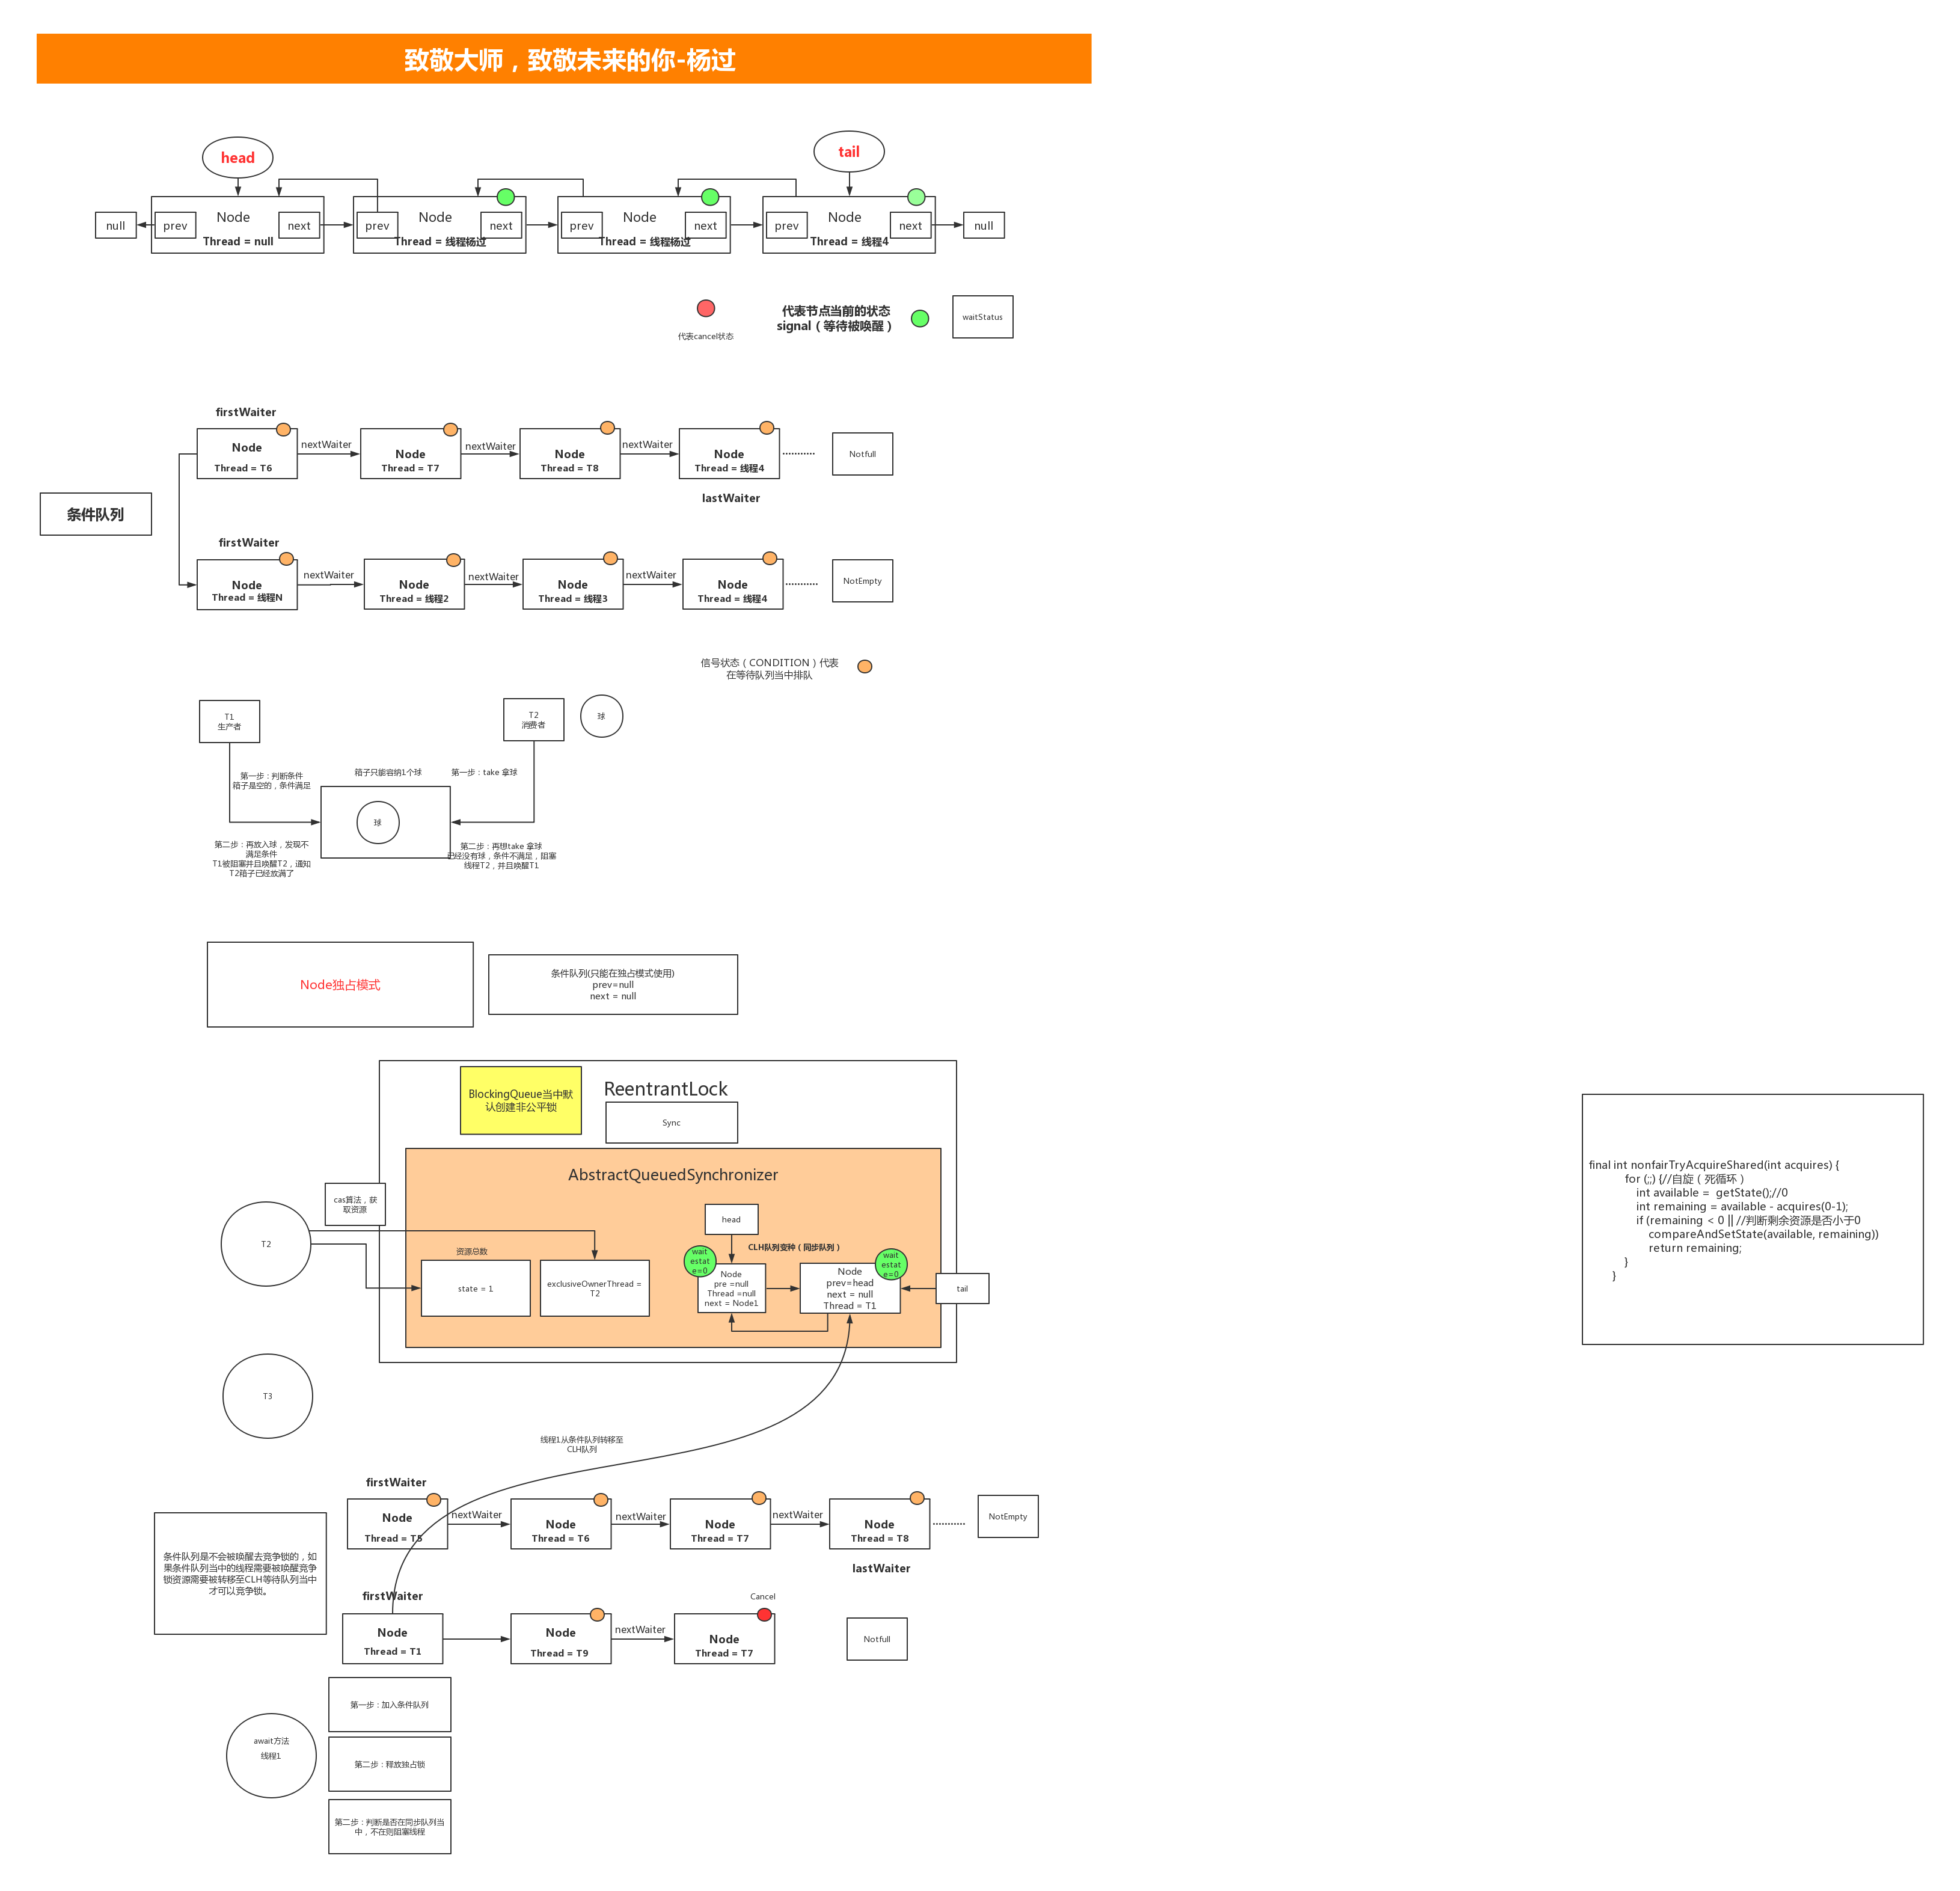 致敬大师，致敬未来的你-杨过
head
tail
null
prev
Node
next
Thread = null
prev
Node
next
Thread = 线程杨过
prev
Node
next
Thread = 线程杨过
prev
Node
next
Thread = 线程4
null
代表cancel状态
代表节点当前的状态
signal（等待被唤醒）
waitStatus
firstWaiter
Node
Thread = T6
nextWaiter
Node
Thread = T7
nextWaiter
Node
Thread = T8
nextWaiter
Node
Thread = 线程4
Notfull
lastWaiter
条件队列
firstWaiter
Node
Thread = 线程N
nextWaiter
Node
Thread = 线程2
nextWaiter
Node
Thread = 线程3
nextWaiter
Node
Thread = 线程4
NotEmpty
信号状态（CONDITION）代表
在等待队列当中排队
T1
生产者
T2
消费者
球
第一步：判断条件
箱子是空的，条件满足
箱子只能容纳1个球
第一步：take 拿球
球
第二步：再放入球，发现不
满足条件
T1被阻塞并且唤醒T2，通知
T2箱子已经放满了
第二步：再想take 拿球
已经没有球，条件不满足，阻塞
线程T2，并且唤醒T1
Node独占模式
条件队列(只能在独占模式使用)
prev=null
next = null
BlockingQueue当中默
认创建非公平锁
ReentrantLock
Sync
AbstractQueuedSynchronizer
cas算法，获
取资源
T2
资源总数
state = 1
exclusiveOwnerThread =
T2
head
CLH队列变种（同步队列）
wait
estat
e=0
Node
pre =null
Thread =null
next = Node1
wait
estat
e=0
Node
prev=head
next = null
Thread = T1
tail
final int nonfairTryAcquireShared(int acquires) {
for (;;) {//自旋（死循环）
int available =  getState();//0
int remaining = available - acquires(0-1);
if (remaining < 0 || //判断剩余资源是否小于0
compareAndSetState(available, remaining))
return remaining;
}
}
T3
线程1从条件队列转移至
CLH队列
firstWaiter
Node
Thread = T5
nextWaiter
Node
Thread = T6
nextWaiter
Node
Thread = T7
nextWaiter
Node
Thread = T8
NotEmpty
lastWaiter
条件队列是不会被唤醒去竞争锁的，如
果条件队列当中的线程需要被唤醒竞争
锁资源需要被转移至CLH等待队列当中
才可以竞争锁。
firstWaiter
Node
Thread = T1
Node
Thread = T9
nextWaiter
Cancel
Node
Thread = T7
Notfull
await方法
线程1
第一步：加入条件队列
第二步：释放独占锁
第二步：判断是否在同步队列当
中，不在则阻塞线程